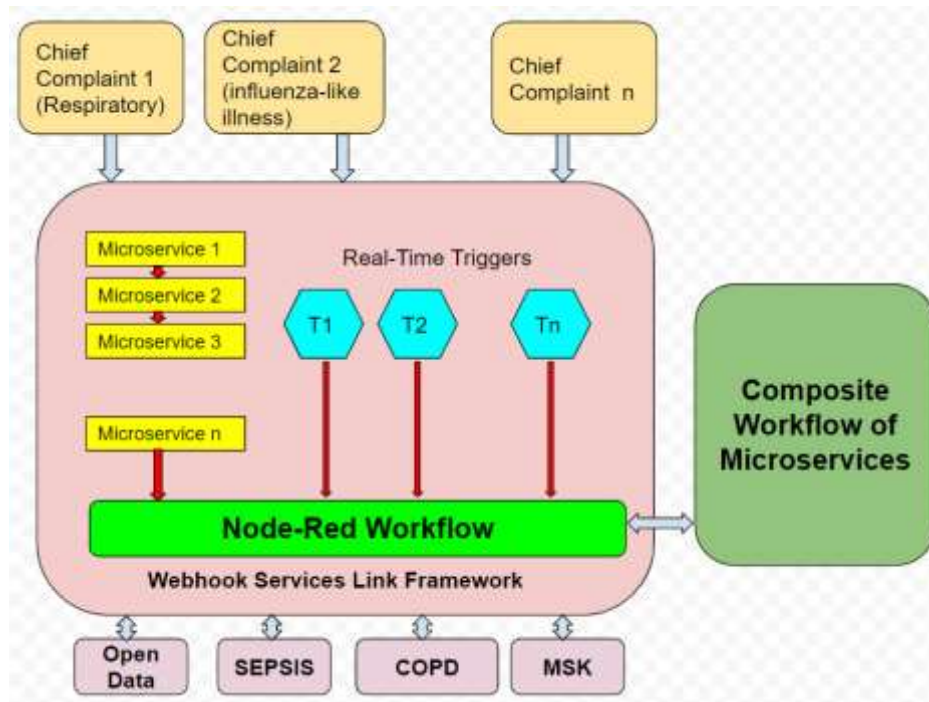 Chief
Complaint 1
(Respiratory)
Chief
Complaint 2
(influenza-like
illness)
Chief
Complaint n
Microservice 1
Microservice 2
Microservice 3
Microservice n
Real-Time Triggers
T1
T2
Tn
Node-Red Workflow
Webhook Services Link Framework
Composite
Workflow of
Microservices
Open
Data
SEPSIS
COPD
MSK